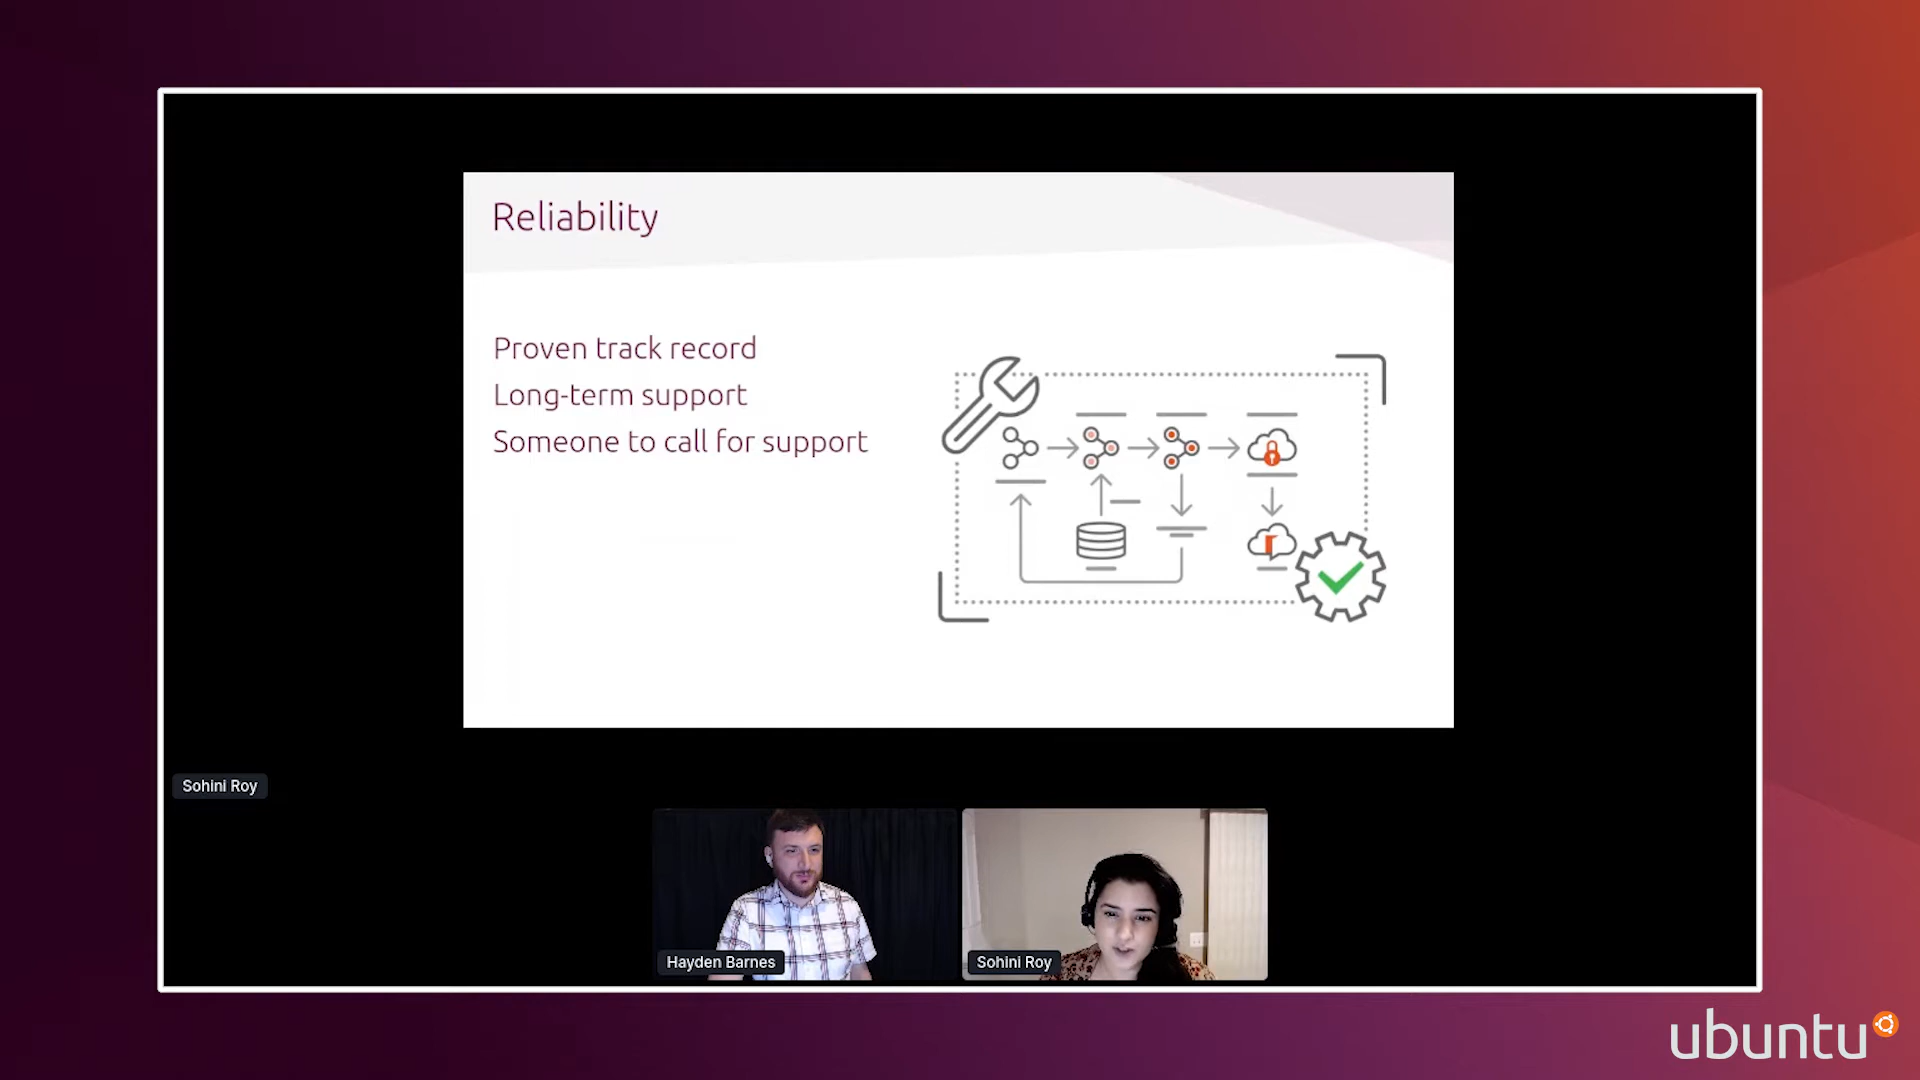 Reliability
Proven track record
Long-term support
Someone to call for support
Sohini Roy
Hayden Barnes
Sohini Roy
ubuntu